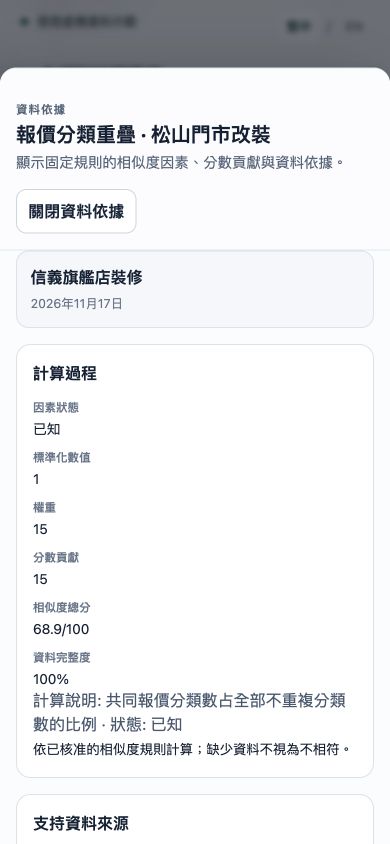 資料依據
報價分類重疊 · 松山門市改裝
顯示固定規則的相似度因素、分數貢獻與資料依據。
關閉資料依據
信義旗艦店裝修
2026年11月17日
計算過程
因素狀態
已知
標準化數值
1
權重
15
分數貢獻
15
相似度總分
68.9/100
資料完整度
100%
計算說明: 共同報價分類數占全部不重複分類
數的比例 · 狀態: 已知
依已核准的相似度規則計算；缺少資料不視為不相符。
支持資料來源